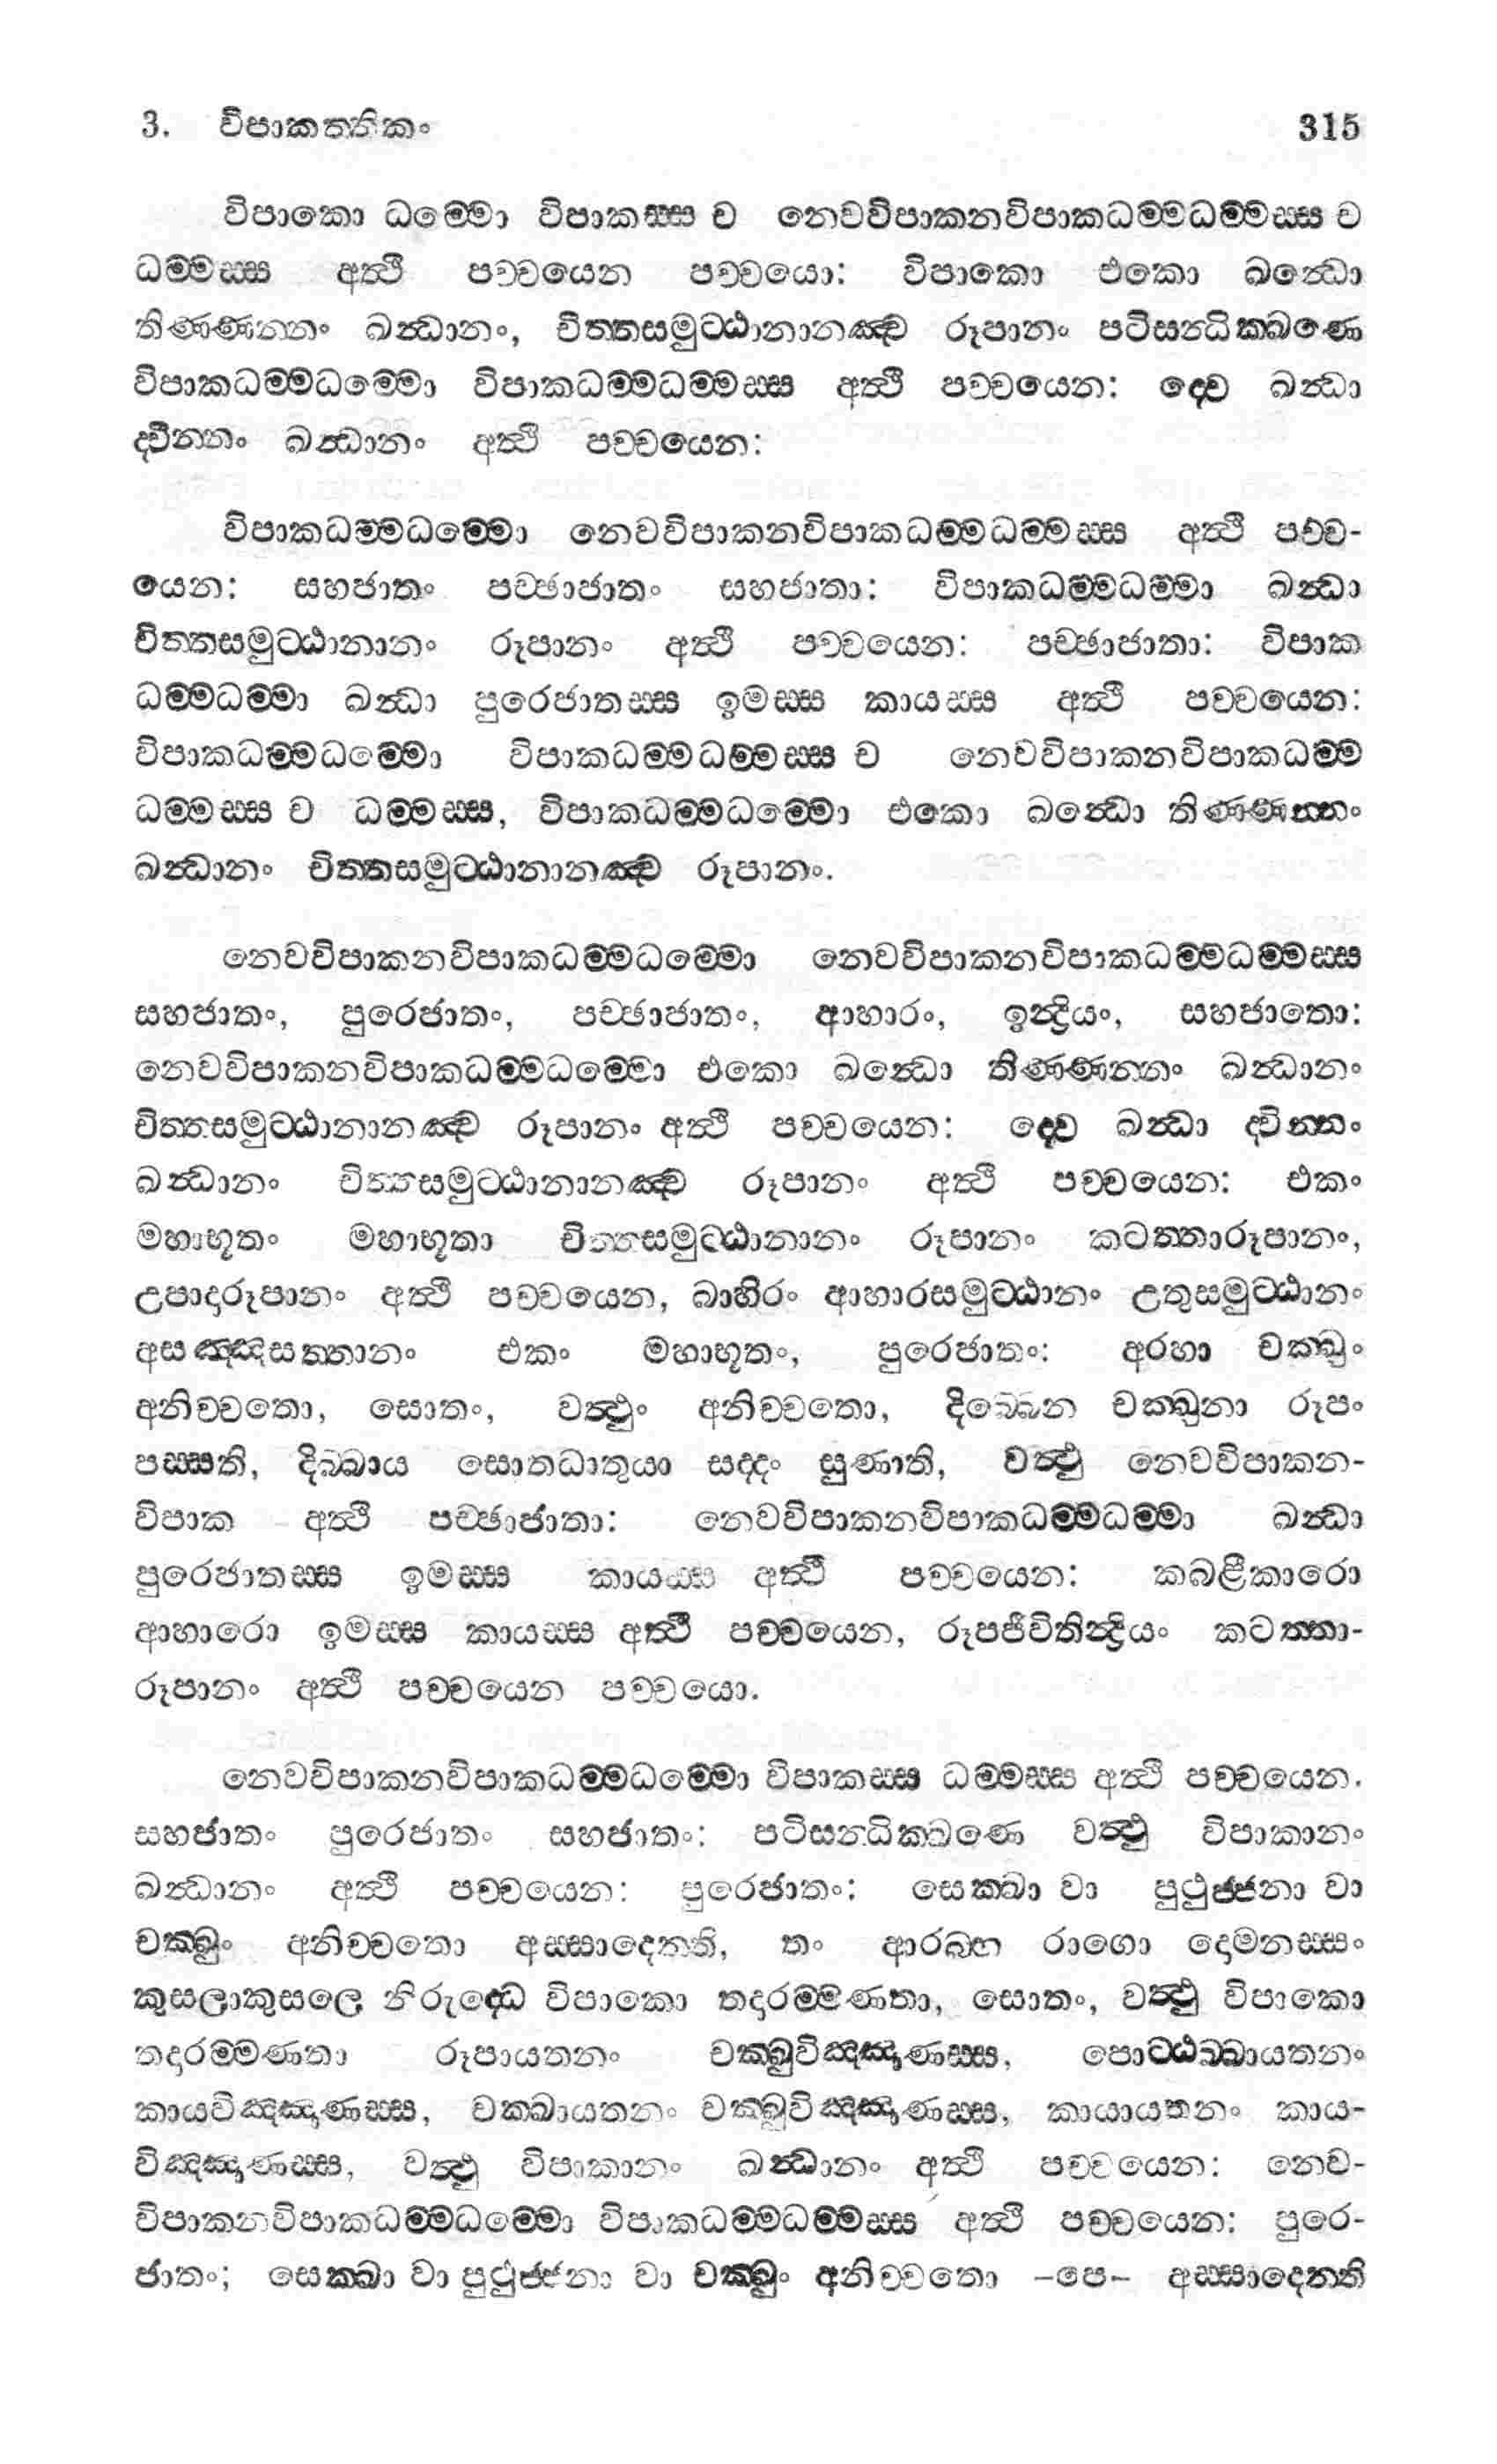 3. විපාකත්තිකං 315
විපාකො ධම්මො විපාකස්ස ච නෙවවිපාකනවිපාකධම්මධම්මස්ස ච
ධම්මස්ස අත්ථි පච්චයෙන පච්චයො: විපාකො එකො ඛන්ධො
තිණ්ණන්නං ඛන්ධානං, චිත්තසමුට්ඨානානඤ්ච රූපානං පටිසන්ධික්ඛණෙ
විපාකධම්මධම්මො විපාකධම්මධම්මස්ස අත්ථි පච්චයෙන: ද්වෙ ඛන්ධා
ද්වින්නං ඛන්ධානං අත්ථි පච්චයෙන:
විපාකධම්මධම්මො නෙවවිපාකනවිපාකධම්මධම්මස්ස අත්ථි පච්ච-
යෙන: සහජාතං පච්ඡාජාතං සහජාතා: විපාකධම්මධම්මා ඛන්ධා
චිත්තසමුට්ඨානානං රූපානං අත්ථි පච්චයෙන: පච්ඡාජාතා: විපාක
ධම්මධම්මා ඛන්ධා පුරෙජාතස්ස ඉමස්ස කායස්ස අත්ථි පච්චයෙන:
විපාකධම්මධම්මො විපාකධම්මධම්මස්ස ච නෙවවිපාකනවිපාකධම්ම
ධම්මස්ස ච ධම්මස්ස, විපාකධම්මධම්මො එකො ඛන්ධො තිණ්ණන්නං
ඛන්ධානං චිත්තසමුට්ඨානානඤ්ච රූපානං.
නෙවවිපාකනවිපාකධම්මධම්මො නෙවවිපාකනවිපාකධම්මධම්මස්ස
සහජාතං, පුරෙජාතං, පච්ඡාජාතං, ආහාරං, ඉන්ද්‍රියං, සහජාතො:
නෙවවිපාකනවිපාකධම්මධම්මො එකො ඛන්ධො තිණ්ණන්නං ඛන්ධානං
චිත්තසමුට්ඨානානඤ්ච රූපානං අත්ථි පච්චයෙන: ද්වෙ ඛන්ධා ද්වින්නං
ඛන්ධානං චිත්තසමුට්ඨානානඤ්ච රූපානං අත්ථි පච්චයෙන: එකං
මහාභූතං මහාභූතා චිත්තසමුට්ඨානානං රූපානං කටත්තාරූපානං,
උපාදාරූපානං අත්ථි පච්චයෙන, බාහිරං ආහාරසමුට්ඨානං උතුසමුට්ඨානං
අසඤ්ඤසත්තානං එකං මහාභූතං, පුරෙජාතං: අරහා චක්ඛුං
අනිච්චතො, සොතං, වත්ථුං අනිච්චතො, දිබ්බෙන චක්ඛුනා රූපං
පස්සති, දිබ්බාය සොතධාතුයා සද්දං සුණාති, වත්ථු නෙවවිපාකන-
විපාක අත්ථි පච්ඡාජාතා: නෙවවිපාකනවිපාකධම්මධම්මා ඛන්ධා
පුරෙජාතස්ස ඉමස්ස කායස්ස අත්ථි පච්චයෙන: කබළීකාරො
ආහාරො ඉමස්ස කායස්ස අත්ථි පච්චයෙන, රූපජීවිතින්ද්‍රියං කටත්තා-
රූපානං අත්ථි පච්චයෙන පච්චයො.
නෙවවිපාකනවිපාකධම්මධම්මො විපාකස්ස ධම්මස්ස අත්ථි පච්චයෙන.
සහජාතං පුරෙජාතං සහජාතං: පටිසන්ධික්ඛණෙ වත්ථු විපාකානං
ඛන්ධානං අත්ථි පච්චයෙන: පුරෙජාතං: සෙක්ඛා වා පුථුජ්ජනා වා
චක්ඛුං අනිච්චතො අස්සාදෙන්ති, තං ආරබ්භ රාගො දොමනස්සං
කුසලාකුසලෙ නිරුද්ධෙ විපාකො තදාරම්මණතා, සොතං, වත්ථු විපාකො
තදාරම්මණතා රූපායතනං චක්ඛුවිඤ්ඤාණස්ස, පොට්ඨබ්බායතනං
කායවිඤ්ඤාණස්ස, චක්ඛායතනං චක්ඛුවිඤ්ඤාණස්ස, කායායතනං කාය-
විඤ්ඤාණස්ස, වත්ථු විපාකානං ඛන්ධානං අත්ථි පච්චයෙන: නෙව-
විපාකනවිපාකධම්මධම්මො විපාකධම්මධම්මස්ස අත්ථි පච්චයෙන: පුරෙ-
ජාතං; සෙක්ඛා වා පුථුජ්ජනා වා චක්ඛුං අනිච්චතො –පෙ– අස්සාදෙන්ති